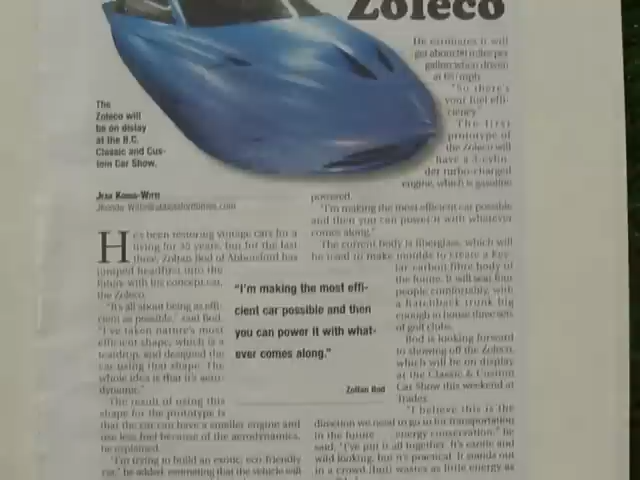 Zoleco
The
Zoleco will
be on display
at the B.C.
Classic and Cus-
tom Car Show.
He estimates it will
get about 90 miles per
gallon when driven
at 65 mph.
"So there's
your fuel effi-
ciency."
The first
prototype of
the Zoleco will
have a 3-cylin-
der turbo-charged
engine, which is gasoline
powered.
"I'm making the most efficient car possible
and then you can power it with whatever
comes along."
The current body is fiberglass, which will
be used to make moulds to create a Kev-
lar carbon fibre body of
the future. It will seat four
people comfortably, with
a hatchback trunk big
enough to house three sets
of golf clubs.
Bod is looking forward
to showing off the Zoleco,
which will be on display
at the Classic & Custom
Car Show this weekend at
Tradex.
"I believe this is the
direction we need to go in for transportation
in the future energy conservation," he
said. "I've put it all together. It's exotic and
wild looking, but it's practical. It stands out
in a crowd [but] wastes as little energy as
He's been restoring vintage cars for a
living for 35 years, but for the last
three, Zoltan Bod of Abbotsford has
jumped headfirst into the
future with his concept car,
the Zoleco.
"It's all about being as effi-
cient as possible," said Bod.
"I've taken nature's most
efficient shape, which is a
teardrop, and designed the
car using that shape. The
whole idea is that it's aero-
dynamic."
The result of using this
shape for the prototype is
that the car can have a smaller engine and
use less fuel because of the aerodynamics,
he explained.
"I'm trying to build an exotic, eco-friendly
car," he added, estimating that the vehicle will
"I'm making the most effi-
cient car possible and then
you can power it with what-
ever comes along."
Zoltan Bod